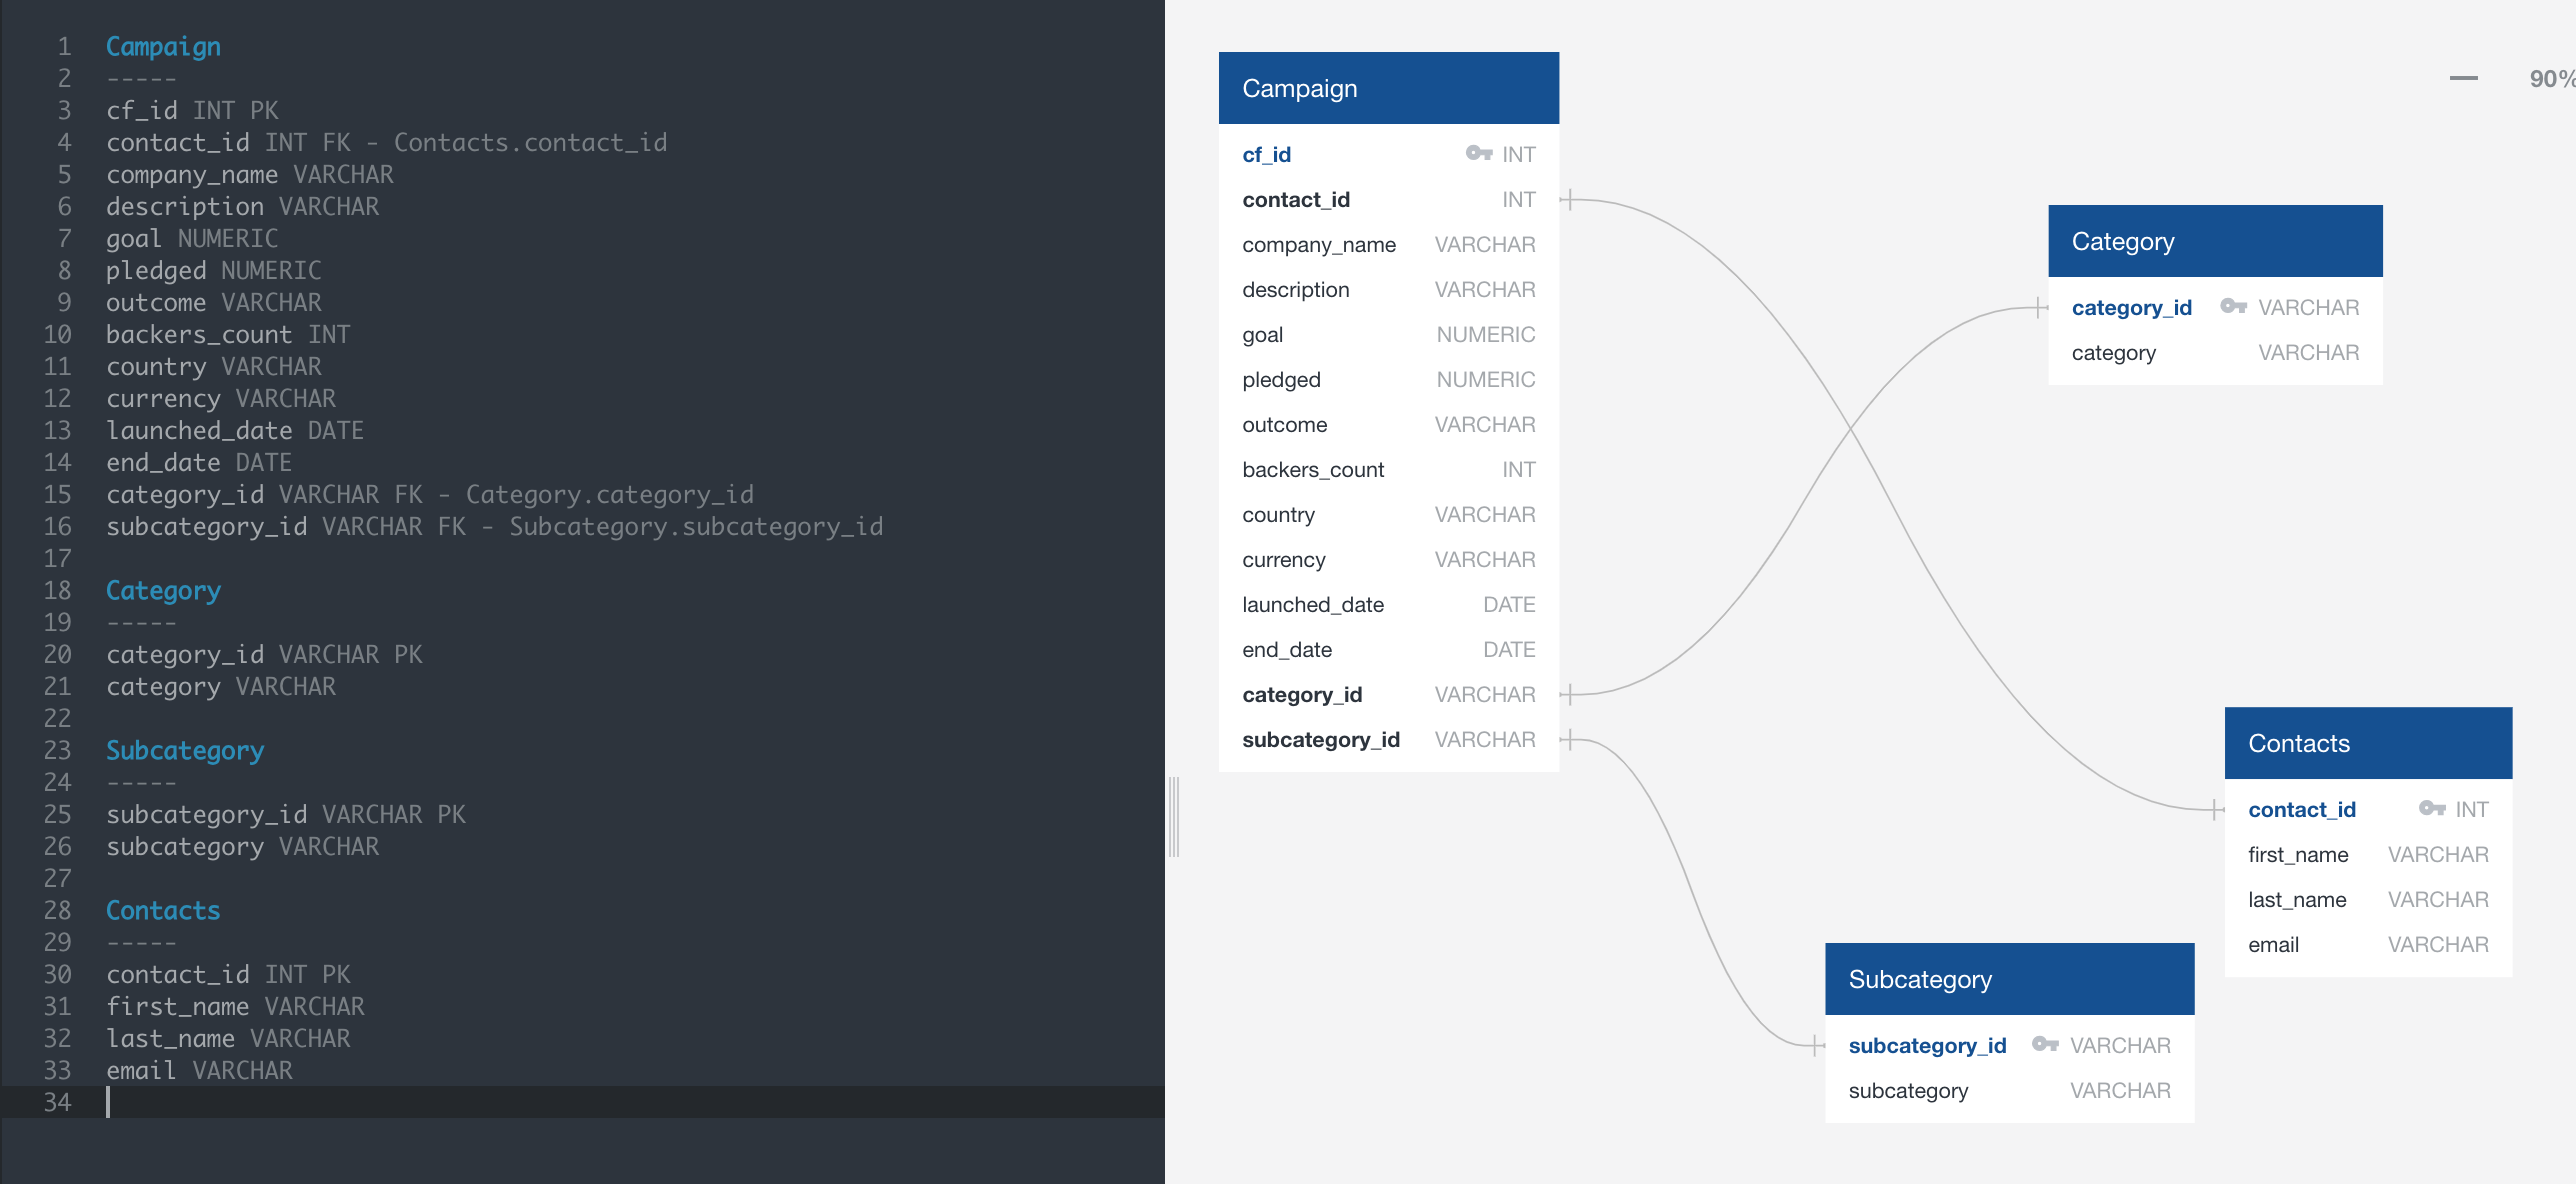 1 Campaign
2 -----
3 cf_id INT PK
4 contact_id INT FK - Contacts.contact_id
5 company_name VARCHAR
6 description VARCHAR
7 goal NUMERIC
8 pledged NUMERIC
9 outcome VARCHAR
10 backers_count INT
11 country VARCHAR
12 currency VARCHAR
13 launched_date DATE
14 end_date DATE
15 category_id VARCHAR FK - Category.category_id
16 subcategory_id VARCHAR FK - Subcategory.subcategory_id
17
18 Category
19 -----
20 category_id VARCHAR PK
21 category VARCHAR
22
23 Subcategory
24 -----
25 subcategory_id VARCHAR PK
26 subcategory VARCHAR
27
28 Contacts
29 -----
30 contact_id INT PK
31 first_name VARCHAR
32 last_name VARCHAR
33 email VARCHAR
34
Campaign
cf_id INT
contact_id INT
company_name VARCHAR
description VARCHAR
goal NUMERIC
pledged NUMERIC
outcome VARCHAR
backers_count INT
country VARCHAR
currency VARCHAR
launched_date DATE
end_date DATE
category_id VARCHAR
subcategory_id VARCHAR
90%
Category
category_id VARCHAR
category VARCHAR
Contacts
contact_id INT
first_name VARCHAR
last_name VARCHAR
email VARCHAR
Subcategory
subcategory_id VARCHAR
subcategory VARCHAR